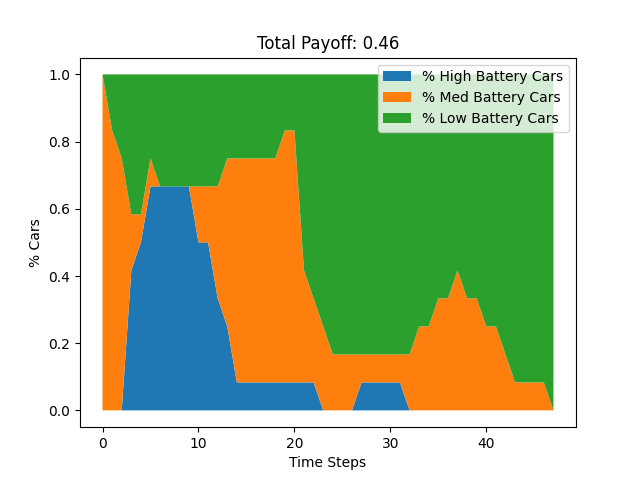 Total Payoff: 0.46
% High Battery Cars
% Med Battery Cars
% Low Battery Cars
1.0
0.8
0.6
0.4
0.2
0.0
% Cars
0
10
20
30
40
Time Steps